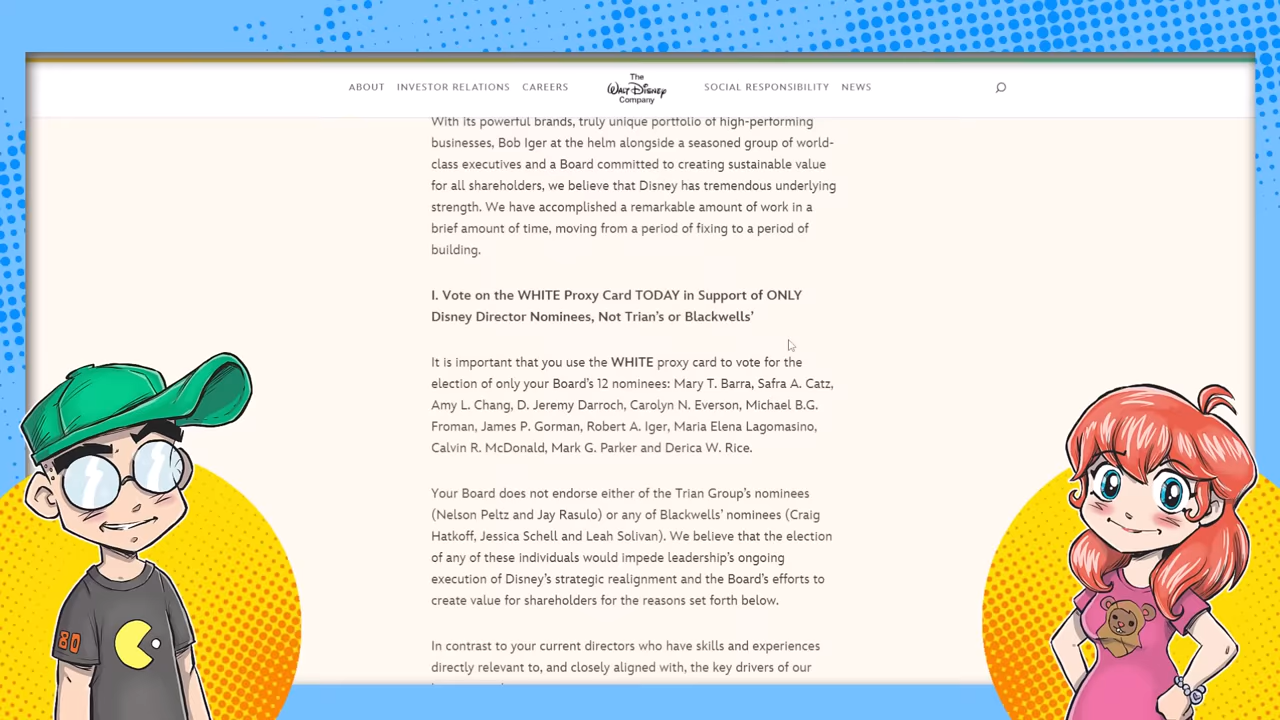 ABOUT INVESTOR RELATIONS CAREERS The Walt Disney Company SOCIAL RESPONSIBILITY NEWS
With its powerful brands, truly unique portfolio of high-performing
businesses, Bob Iger at the helm alongside a seasoned group of world-
class executives and a Board committed to creating sustainable value
for all shareholders, we believe that Disney has tremendous underlying
strength. We have accomplished a remarkable amount of work in a
brief amount of time, moving from a period of fixing to a period of
building.
I. Vote on the WHITE Proxy Card TODAY in Support of ONLY
Disney Director Nominees, Not Trian's or Blackwells'
It is important that you use the WHITE proxy card to vote for the
election of only your Board's 12 nominees: Mary T. Barra, Safra A. Catz,
Amy L. Chang, D. Jeremy Darroch, Carolyn N. Everson, Michael B.G.
Froman, James P. Gorman, Robert A. Iger, Maria Elena Lagomasino,
Calvin R. McDonald, Mark G. Parker and Derica W. Rice.
Your Board does not endorse either of the Trian Group's nominees
(Nelson Peltz and Jay Rasulo) or any of Blackwells' nominees (Craig
Hatkoff, Jessica Schell and Leah Solivan). We believe that the election
of any of these individuals would impede leadership's ongoing
execution of Disney's strategic realignment and the Board's efforts to
create value for shareholders for the reasons set forth below.
In contrast to your current directors who have skills and experiences
directly relevant to, and closely aligned with, the key drivers of our
80